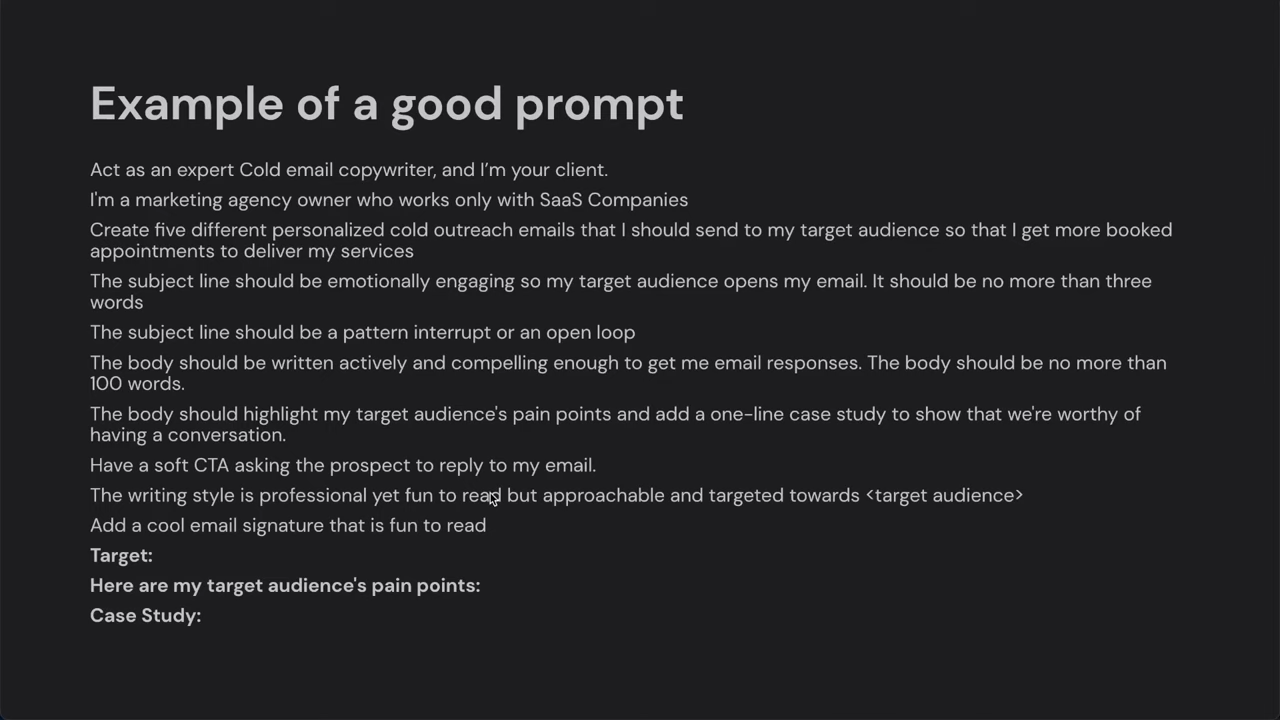 Example of a good prompt
Act as an expert Cold email copywriter, and I’m your client.
I'm a marketing agency owner who works only with SaaS Companies
Create five different personalized cold outreach emails that I should send to my target audience so that I get more booked
appointments to deliver my services
The subject line should be emotionally engaging so my target audience opens my email. It should be no more than three
words
The subject line should be a pattern interrupt or an open loop
The body should be written actively and compelling enough to get me email responses. The body should be no more than
100 words.
The body should highlight my target audience's pain points and add a one-line case study to show that we're worthy of
having a conversation.
Have a soft CTA asking the prospect to reply to my email.
The writing style is professional yet fun to read but approachable and targeted towards <target audience>
Add a cool email signature that is fun to read
Target:
Here are my target audience's pain points:
Case Study: